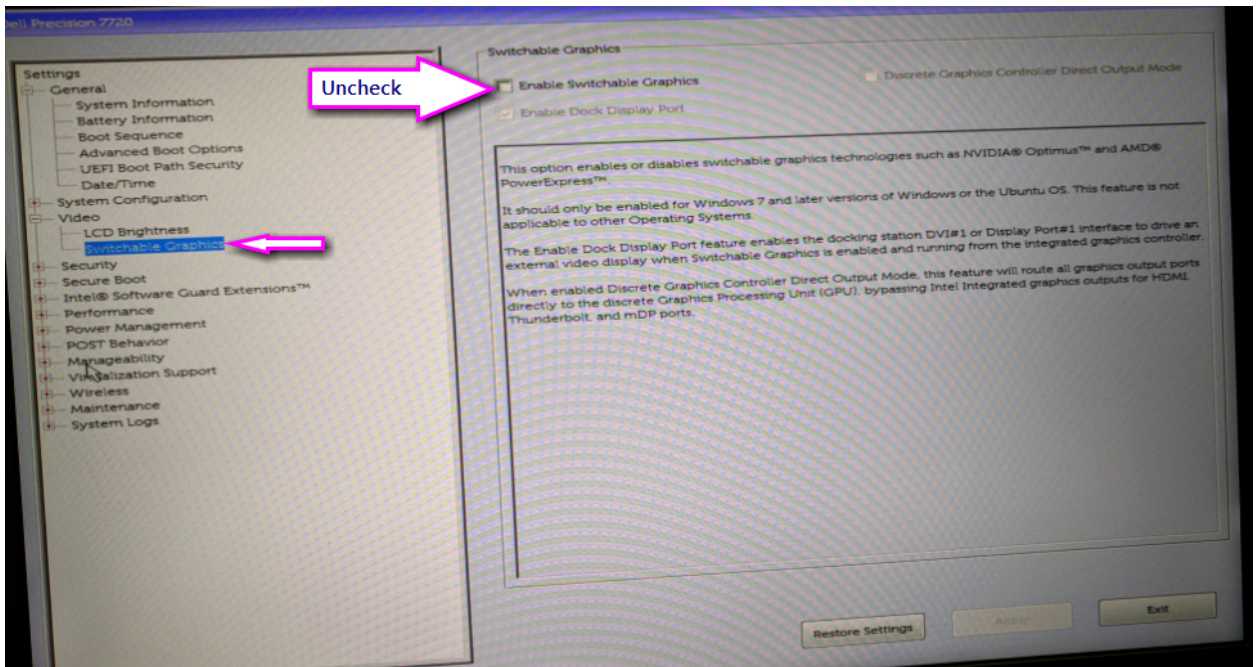 Dell Precision 7720
Settings
General
System Information
Battery Information
Boot Sequence
Advanced Boot Options
UEFI Boot Path Security
Date/Time
System Configuration
Video
LCD Brightness
Switchable Graphics
Security
Secure Boot
Intel® Software Guard Extensions™
Performance
Power Management
POST Behavior
Manageability
Virtualization Support
Wireless
Maintenance
System Logs
Uncheck
Switchable Graphics
Enable Switchable Graphics
Discrete Graphics Controller Direct Output Mode
Enable Dock Display Port
This option enables or disables switchable graphics technologies such as NVIDIA® Optimus™ and AMD®
PowerExpress™.
It should only be enabled for Windows 7 and later versions of Windows or the Ubuntu OS. This feature is not
applicable to other Operating Systems.
The Enable Dock Display Port feature enables the docking station DVI#1 or Display Port#1 interface to drive an
external video display when Switchable Graphics is enabled and running from the integrated graphics controller.
When enabled Discrete Graphics Controller Direct Output Mode, this feature will route all graphics output ports
directly to the discrete Graphics Processing Unit (GPU), bypassing Intel Integrated graphics outputs for HDMI,
Thunderbolt, and mDP ports.
Restore Settings
Apply
Exit